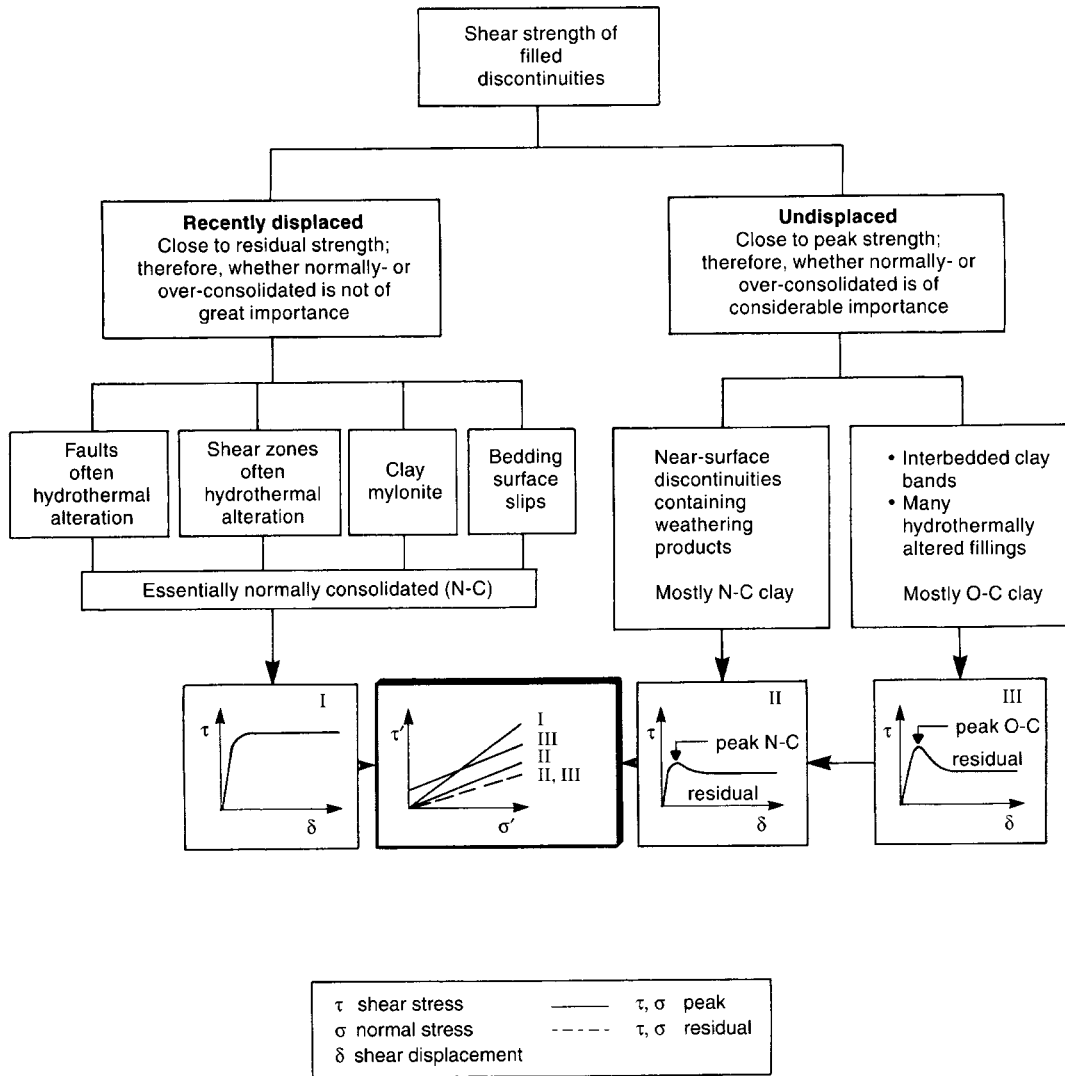 Shear strength of
filled
discontinuities
Recently displaced
Close to residual strength;
therefore, whether normally- or
over-consolidated is not of
great importance
Undisplaced
Close to peak strength;
therefore, whether normally- or
over-consolidated is of
considerable importance
Faults
often
hydrothermal
alteration
Shear zones
often
hydrothermal
alteration
Clay
mylonite
Bedding
surface
slips
Near-surface
discontinuities
containing
weathering
products
Mostly N-C clay
• Interbedded clay
bands
• Many
hydrothermally
altered fillings
Mostly O-C clay
Essentially normally consolidated (N-C)
I
τ
δ
τ′
I
III
II
II, III
σ′
II
τ
peak N-C
residual
δ
III
τ
peak O-C
residual
δ
τ shear stress
σ normal stress
δ shear displacement
τ, σ peak
τ, σ residual